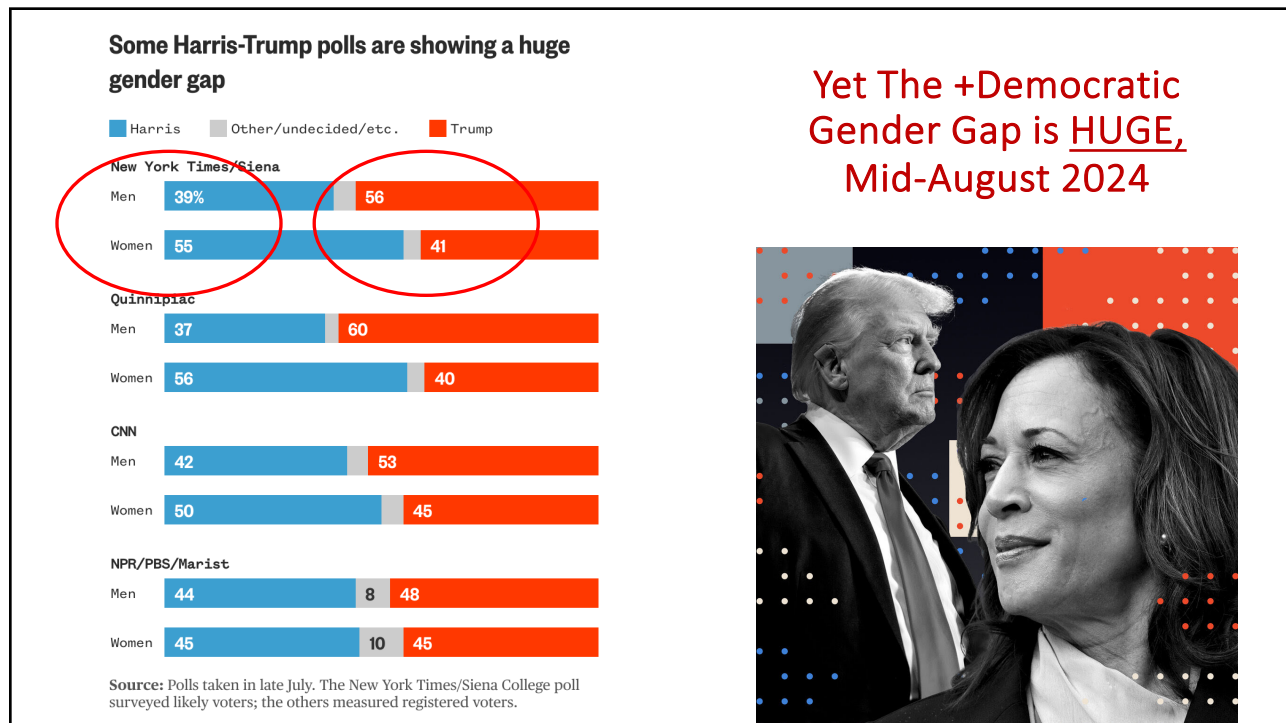 Some Harris-Trump polls are showing a huge
gender gap
Harris Other/undecided/etc. Trump
New York Times/Siena
Men 39% 56
Women 55 41
Quinnipiac
Men 37 60
Women 56 40
CNN
Men 42 53
Women 50 45
NPR/PBS/Marist
Men 44 8 48
Women 45 10 45
Source: Polls taken in late July. The New York Times/Siena College poll
surveyed likely voters; the others measured registered voters.
Yet The +Democratic
Gender Gap is HUGE,
Mid-August 2024